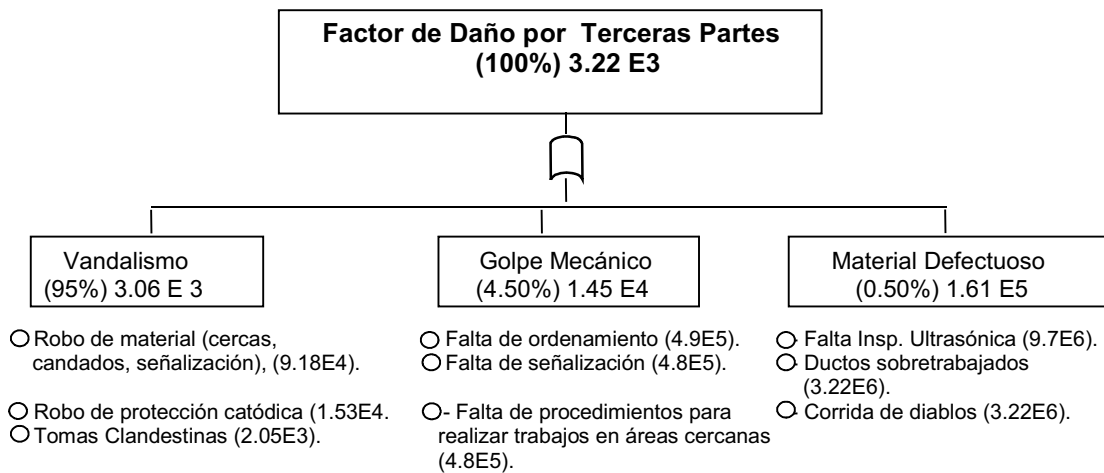 Factor de Daño por Terceras Partes
(100%) 3.22 E3
Vandalismo
(95%) 3.06 E 3
Golpe Mecánico
(4.50%) 1.45 E4
Material Defectuoso
(0.50%) 1.61 E5
Robo de material (cercas,
candados, señalización), (9.18E4).
Robo de protección catódica (1.53E4.
Tomas Clandestinas (2.05E3).
Falta de ordenamiento (4.9E5).
Falta de señalización (4.8E5).
- Falta de procedimientos para
realizar trabajos en áreas cercanas
(4.8E5).
Falta Insp. Ultrasónica (9.7E6).
Ductos sobretrabajados
(3.22E6).
Corrida de diablos (3.22E6).